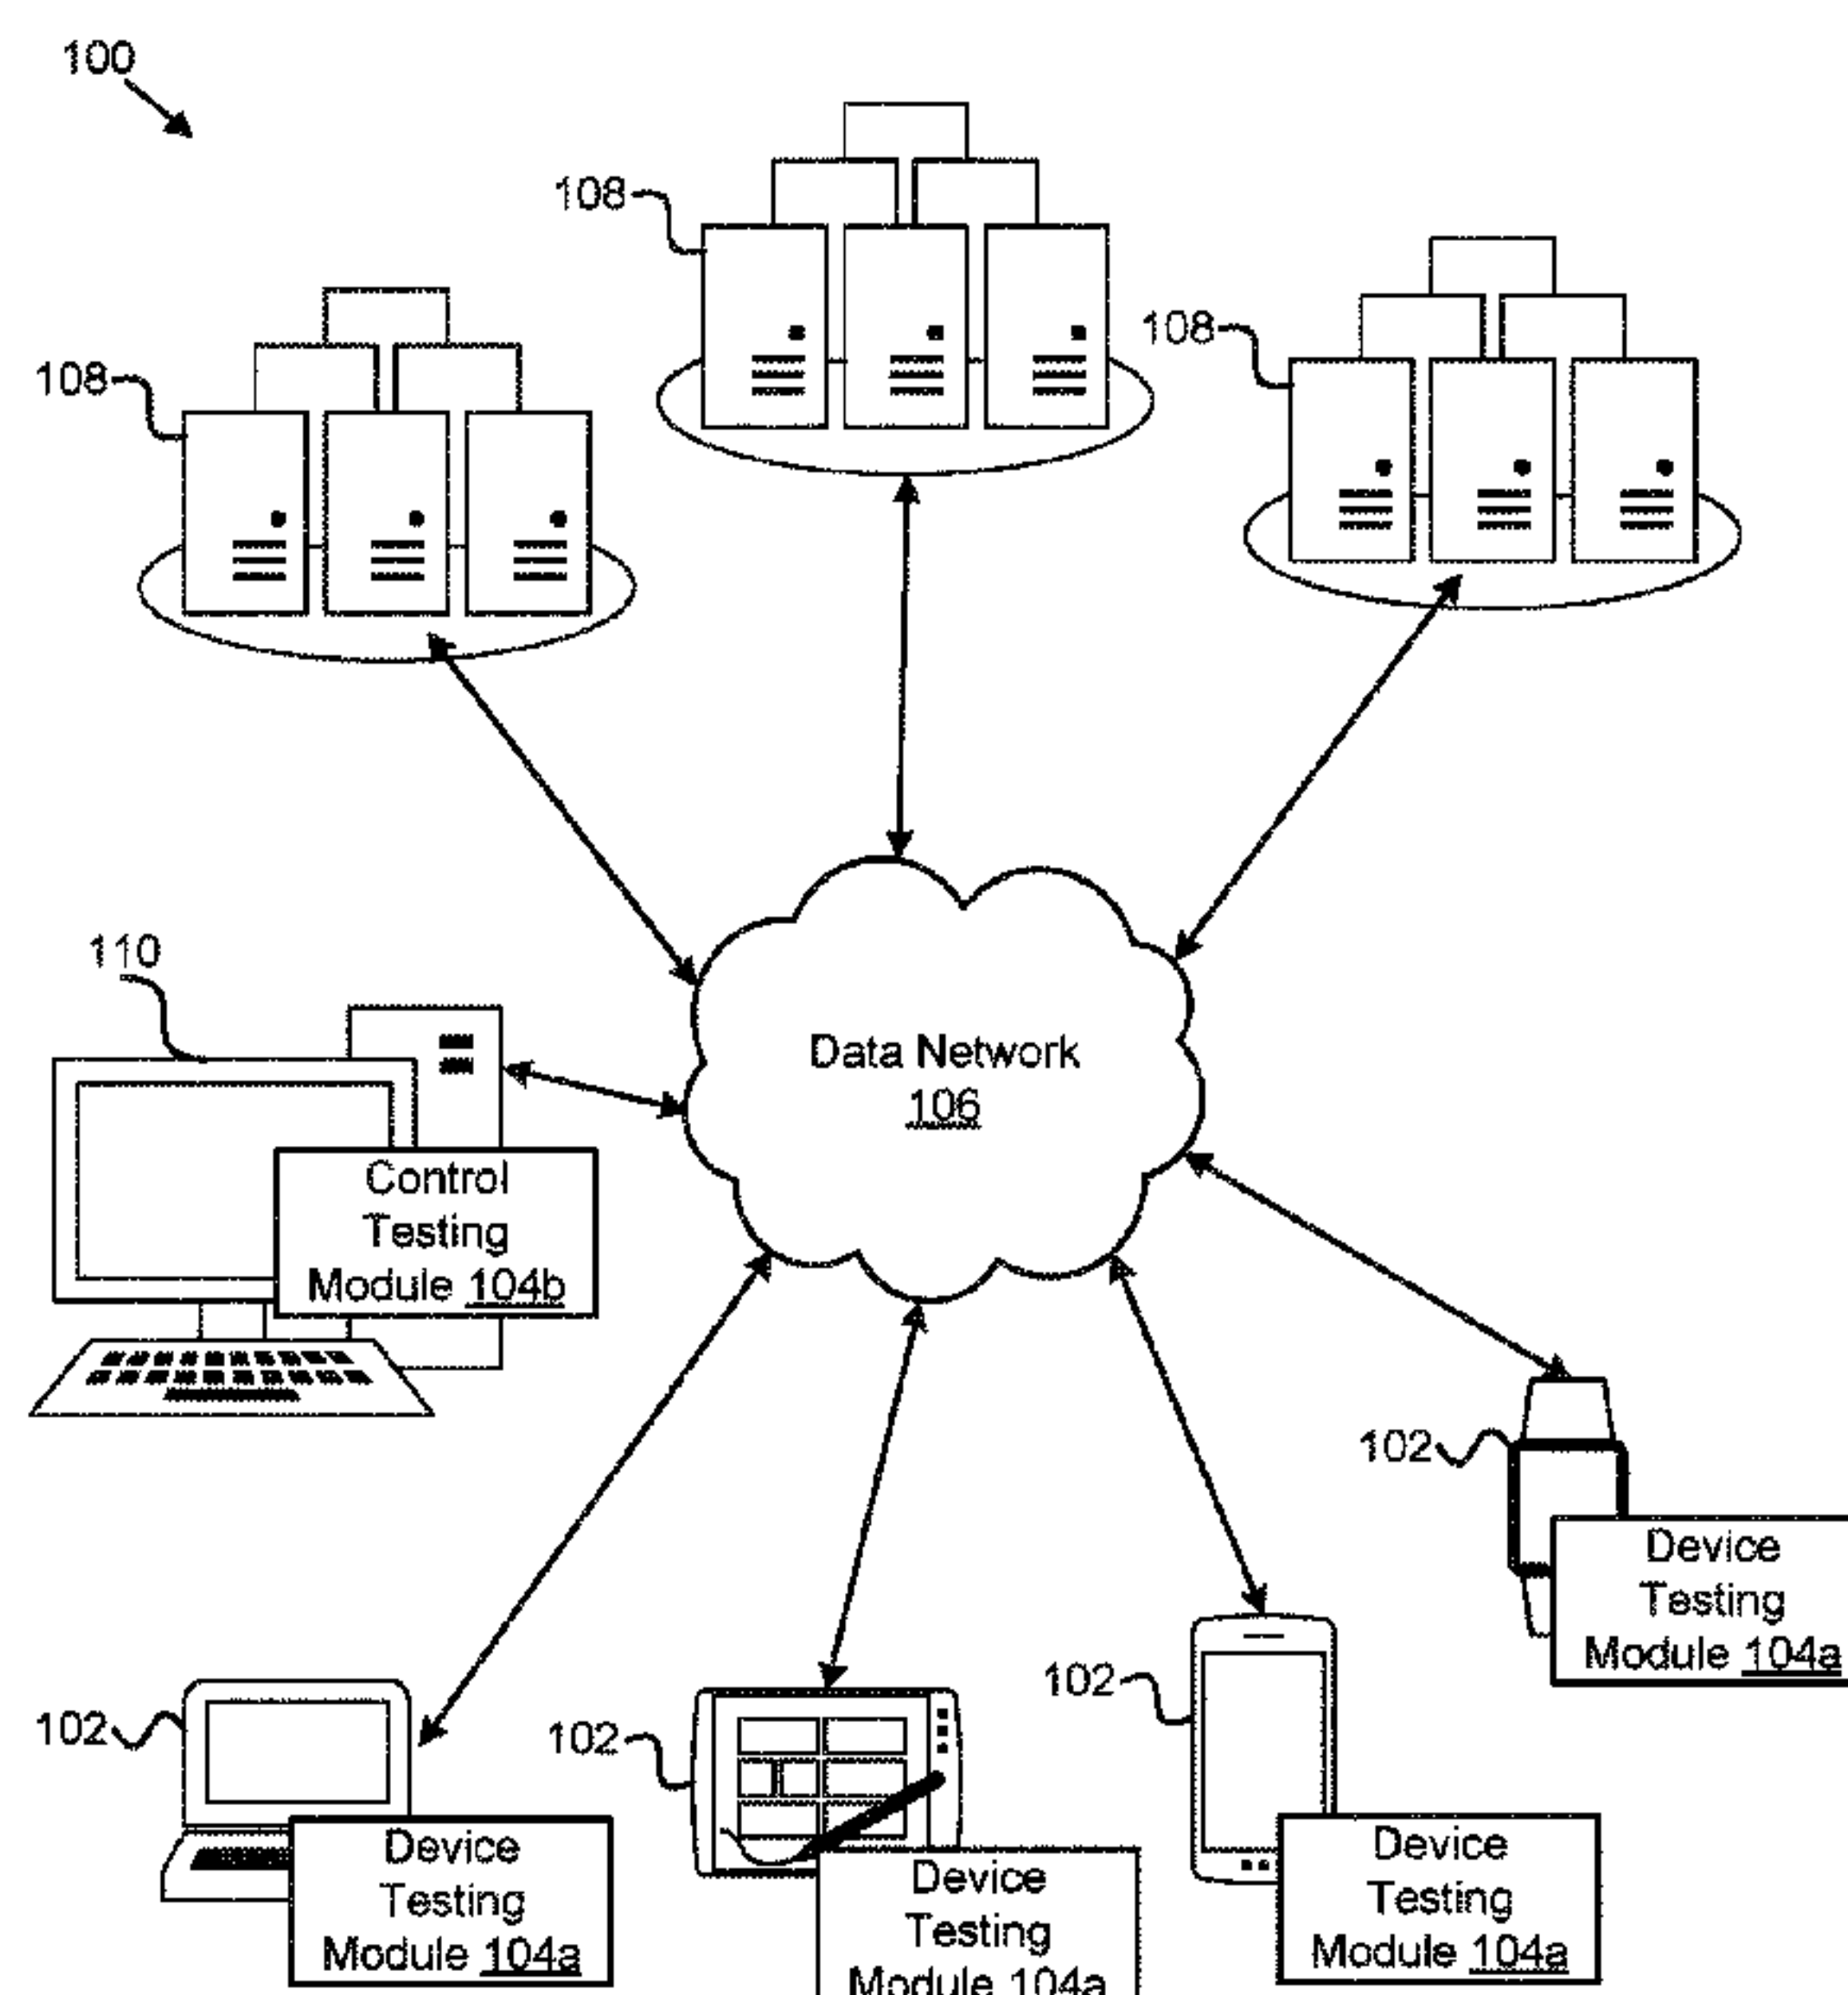 100
108
108
108
110
Data Network
106
Control
Testing
Module 104b
102
Device
Testing
Module 104a
102
102
102
Device
Testing
Module 104a
Device
Testing
Module 104a
Device
Testing
Module 104a